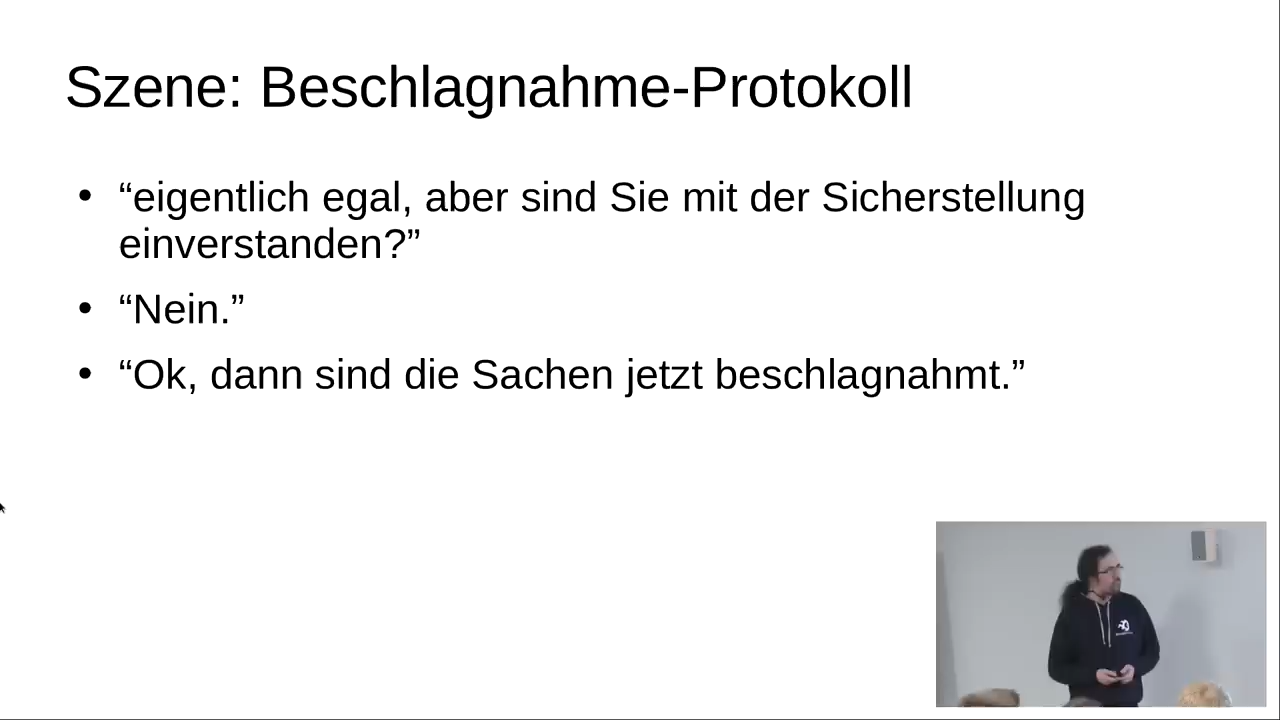 Szene: Beschlagnahme-Protokoll
• “eigentlich egal, aber sind Sie mit der Sicherstellung
einverstanden?”
• “Nein.”
• “Ok, dann sind die Sachen jetzt beschlagnahmt.”